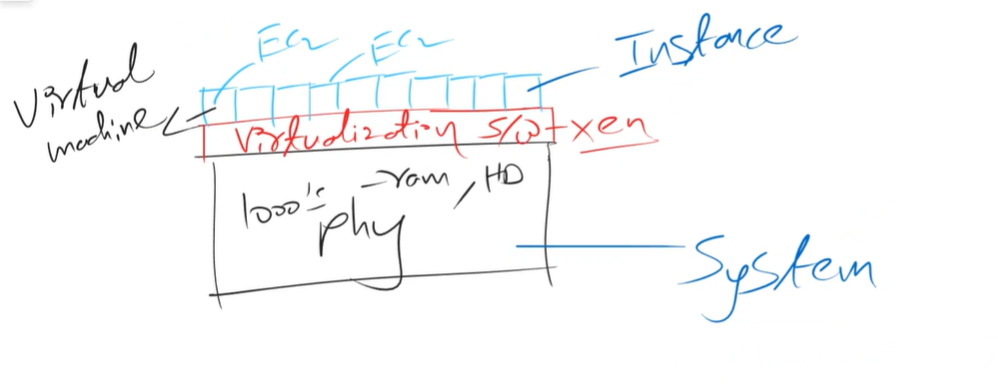 EC2 EC2
Instance
Virtual
machine
Virtualization S/W - xen
1000's - ram, HD
phy
System